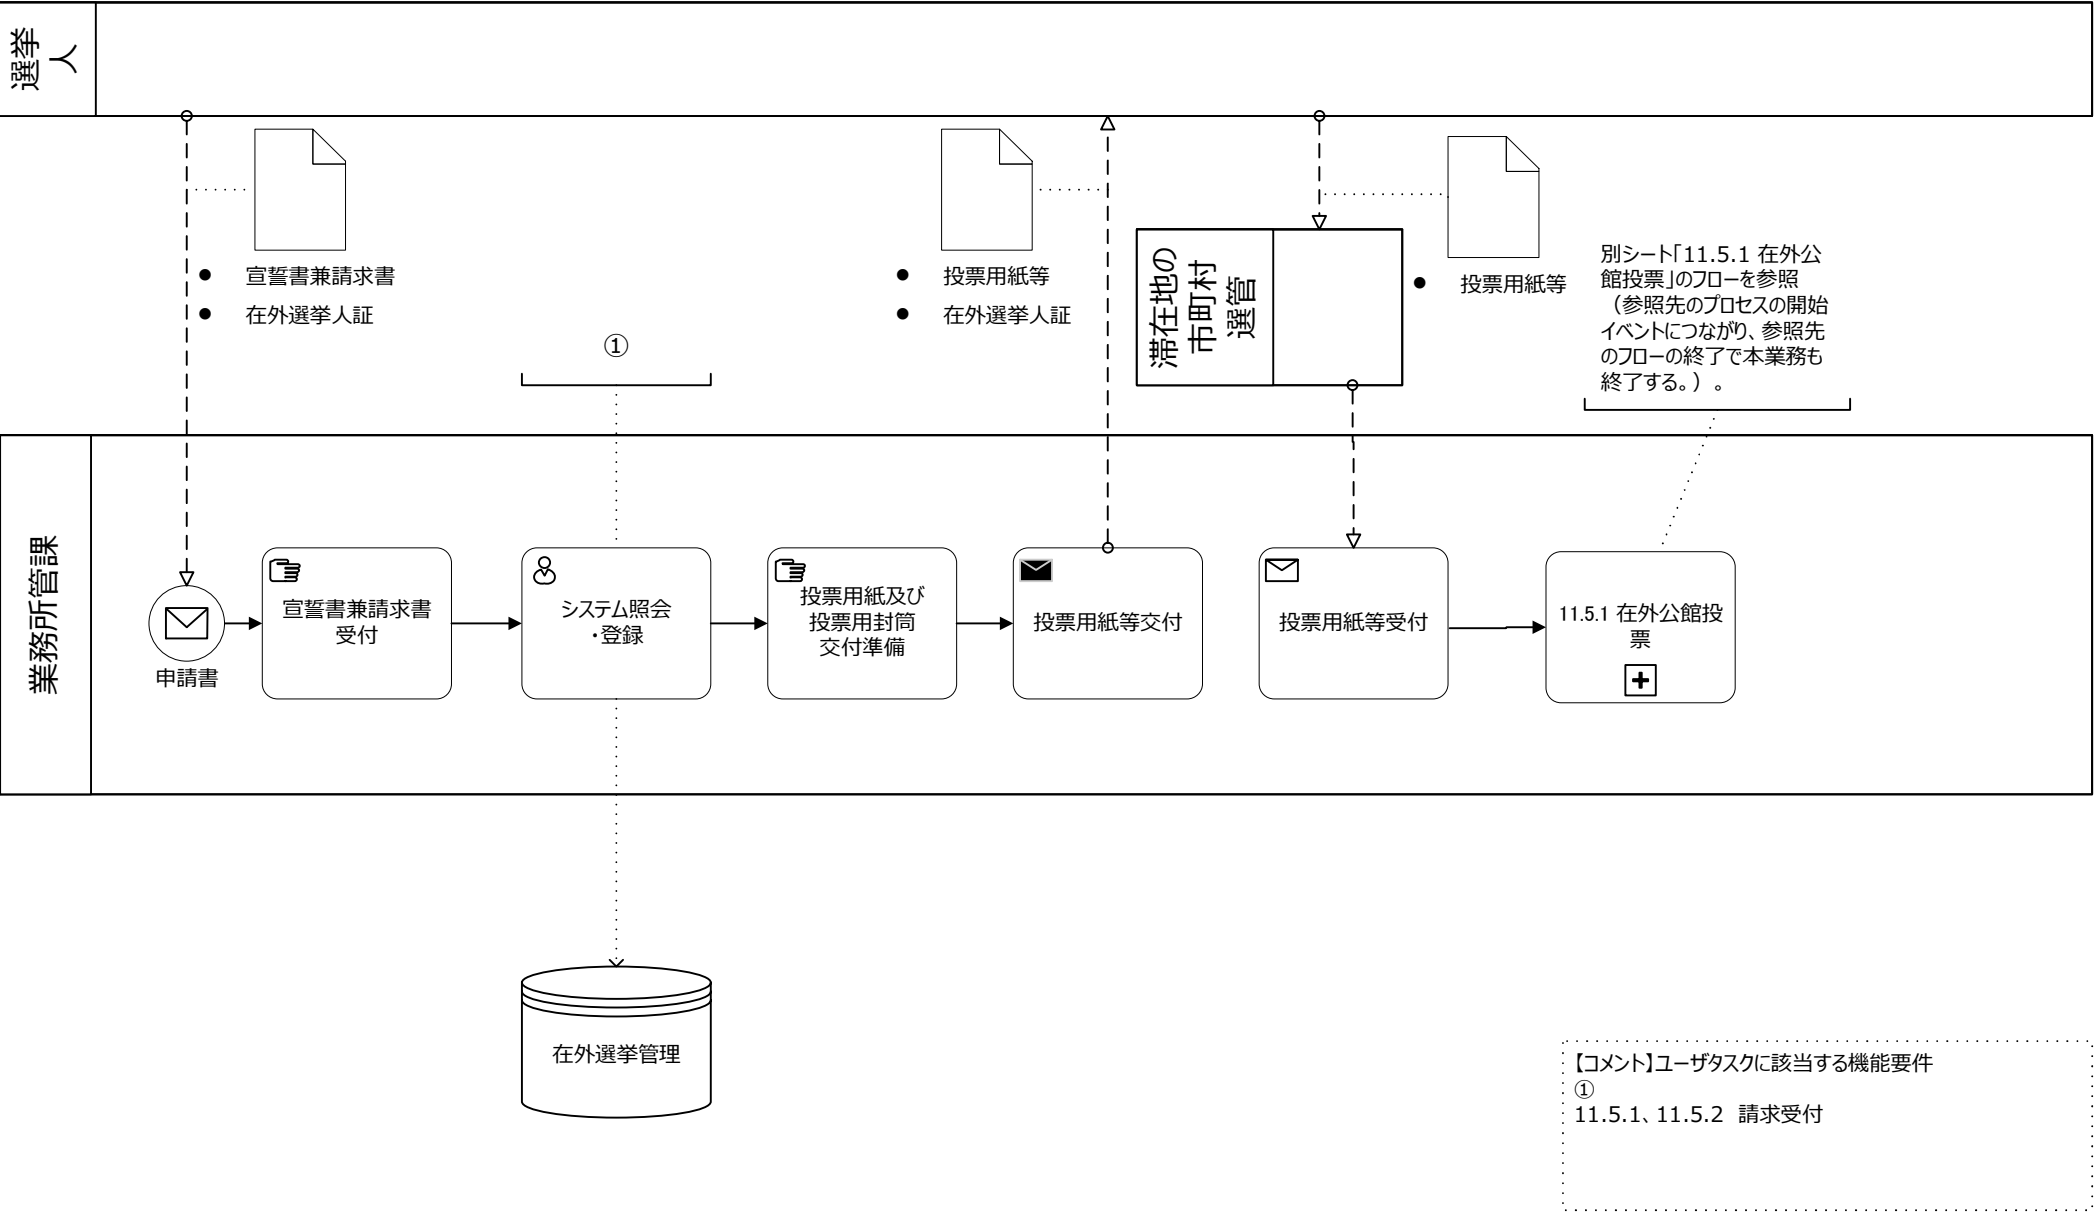 選挙
人
● 宣誓書兼請求書
● 在外選挙人証
● 投票用紙等
● 在外選挙人証
滞在地の
市町村
選管
● 投票用紙等
別シート「11.5.1 在外公
館投票」のフローを参照
（参照先のプロセスの開始
イベントにつながり、参照先
のフローの終了で本業務も
終了する。）。
①
業務所管課
申請書
宣誓書兼請求書
受付
システム照会
・登録
投票用紙及び
投票用封筒
交付準備
投票用紙等交付
投票用紙等受付
11.5.1 在外公館投
票
在外選挙管理
【コメント】ユーザタスクに該当する機能要件
①
11.5.1、11.5.2 請求受付